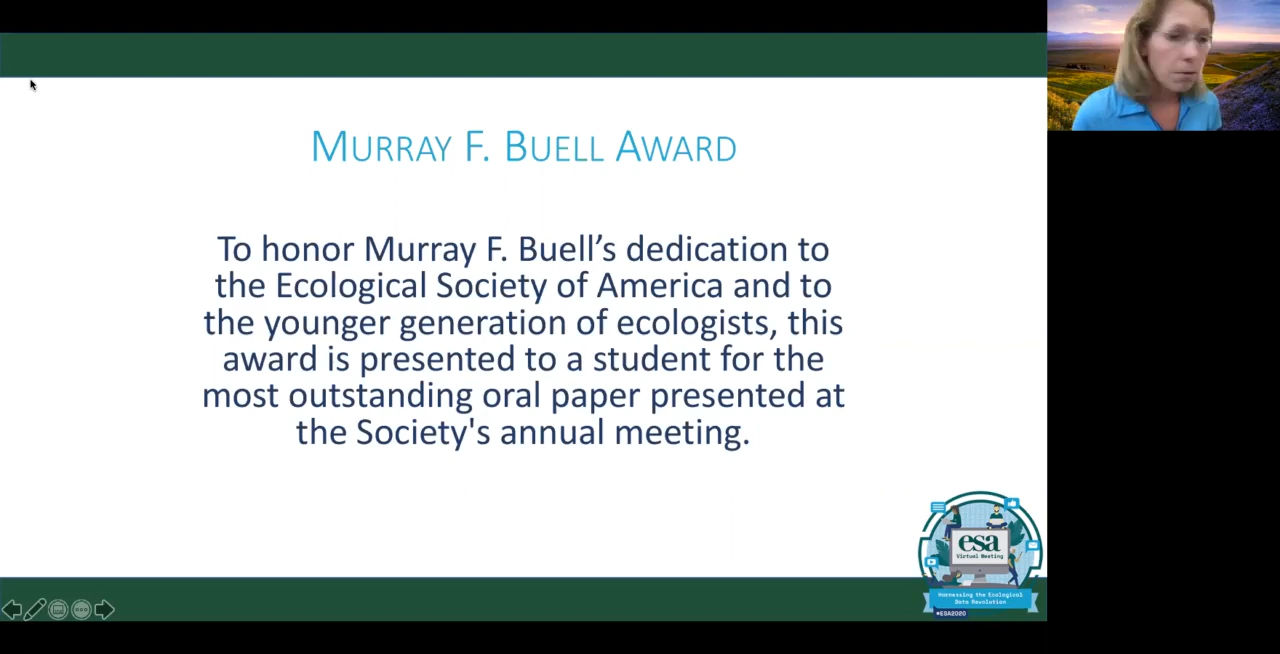 MURRAY F. BUELL AWARD
To honor Murray F. Buell’s dedication to
the Ecological Society of America and to
the younger generation of ecologists, this
award is presented to a student for the
most outstanding oral paper presented at
the Society's annual meeting.
esa
Virtual Meeting
Harnessing the Ecological
Data Revolution
#ESA2020